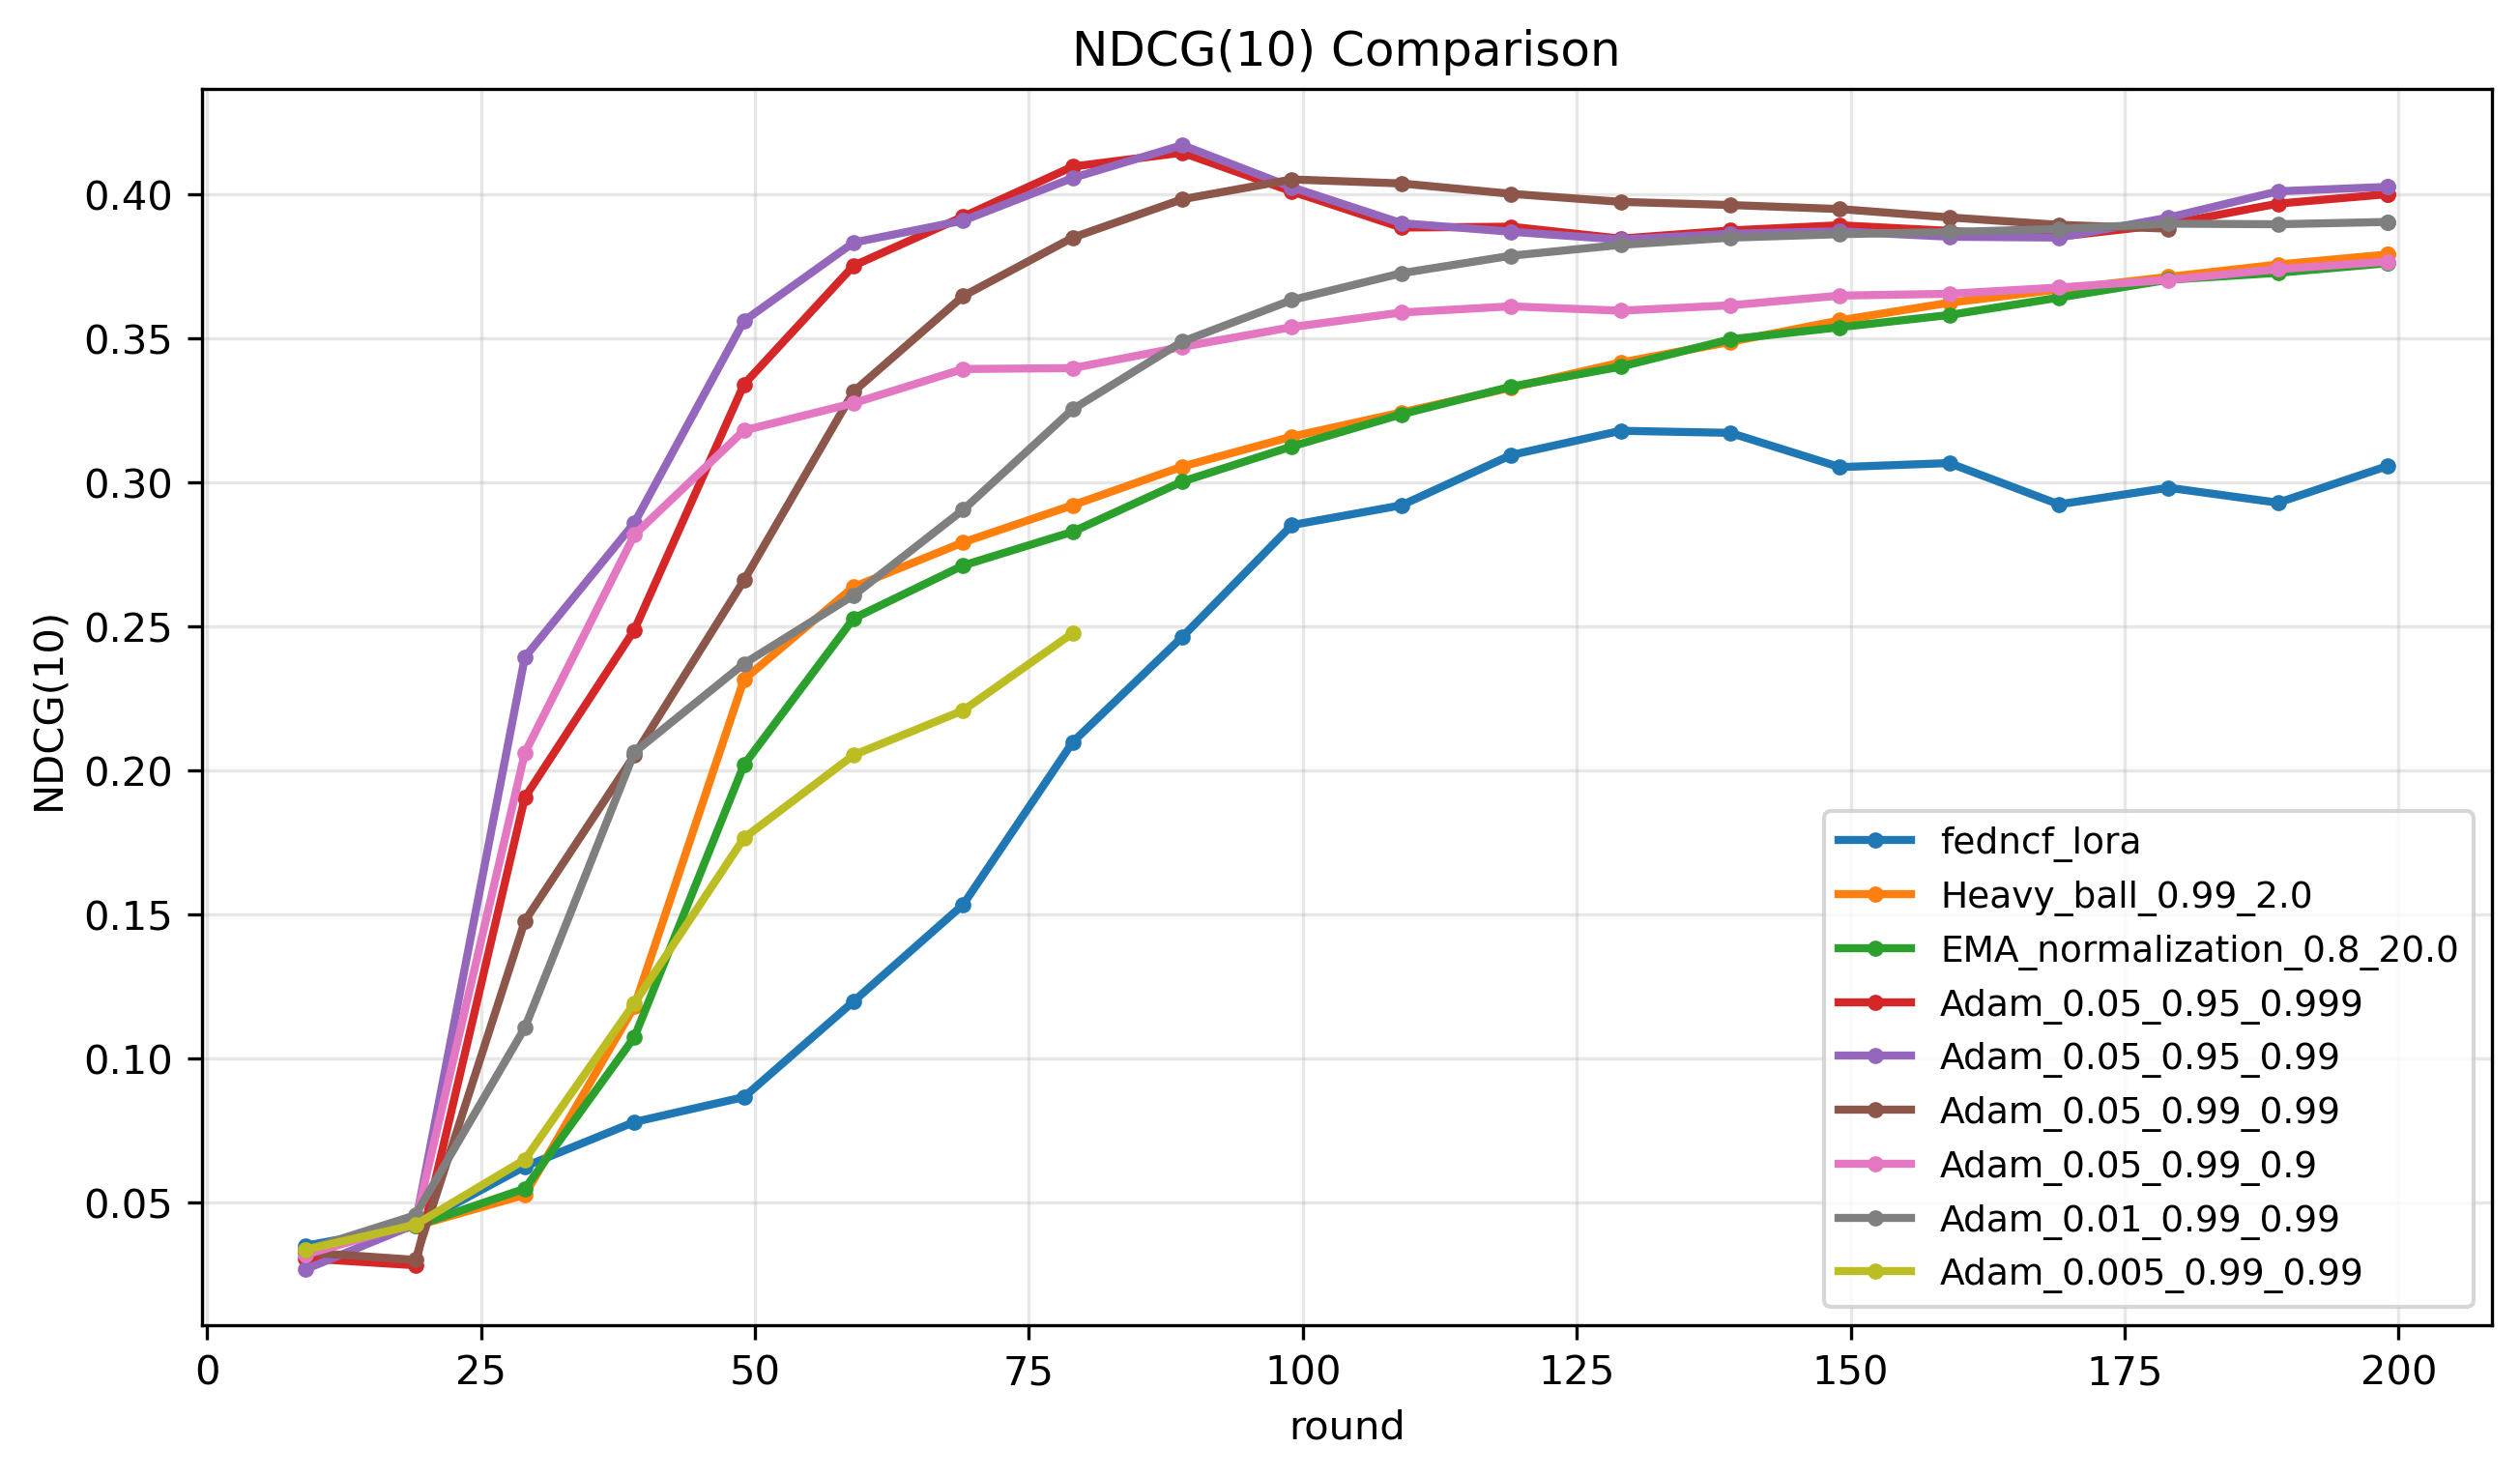 NDCG(10) Comparison
NDCG(10)
0.40
0.35
0.30
0.25
0.20
0.15
0.10
0.05
0 25 50 75 100 125 150 175 200
round
fedncf_lora
Heavy_ball_0.99_2.0
EMA_normalization_0.8_20.0
Adam_0.05_0.95_0.999
Adam_0.05_0.95_0.99
Adam_0.05_0.99_0.99
Adam_0.05_0.99_0.9
Adam_0.01_0.99_0.99
Adam_0.005_0.99_0.99